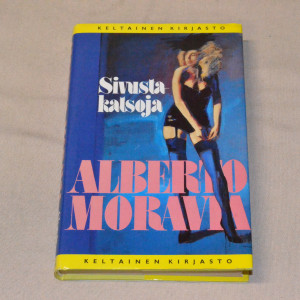 KELTAINEN KIRJASTO
Sivusta-
katsoja
ALBERTO
MORAVIA
KELTAINEN KIRJASTO